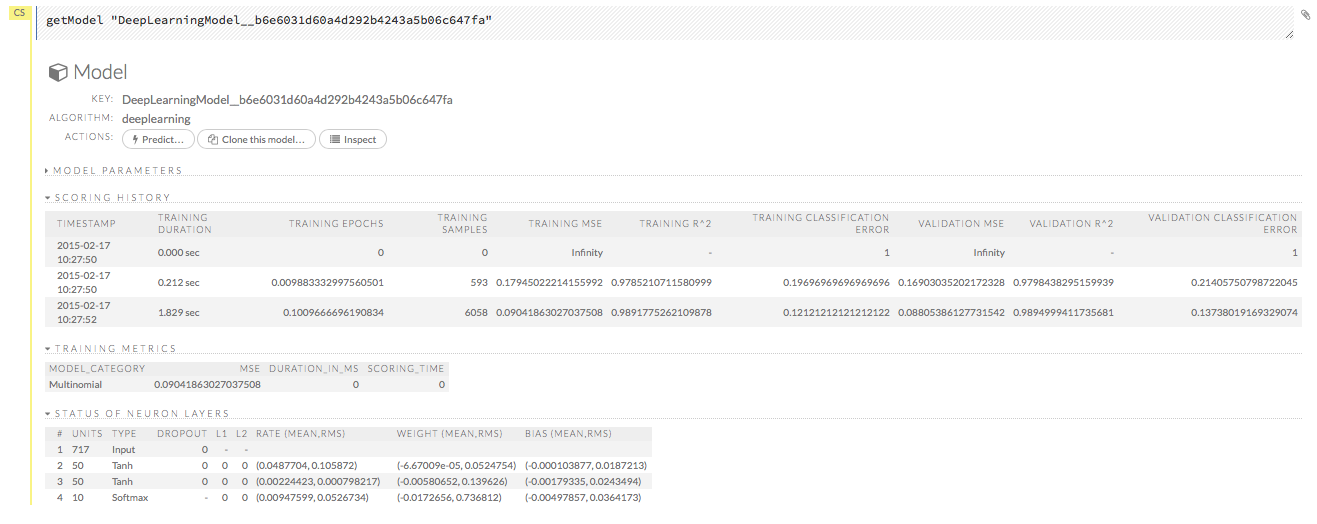 CS
getModel "DeepLearningModel__b6e6031d60a4d292b4243a5b06c647fa"
Model
KEY: DeepLearningModel__b6e6031d60a4d292b4243a5b06c647fa
ALGORITHM: deeplearning
ACTIONS: Predict... Clone this model... Inspect
MODEL PARAMETERS
SCORING HISTORY
TIMESTAMP TRAINING DURATION TRAINING EPOCHS TRAINING SAMPLES TRAINING MSE TRAINING R^2 TRAINING CLASSIFICATION ERROR VALIDATION MSE VALIDATION R^2 VALIDATION CLASSIFICATION ERROR
2015-02-17 10:27:50 0.000 sec 0 0 Infinity - 1 Infinity - 1
2015-02-17 10:27:50 0.212 sec 0.009883332997560501 593 0.17945022214155992 0.9785210711580999 0.19696969696969696 0.16903035202172328 0.9798438295159939 0.21405750798722045
2015-02-17 10:27:52 1.829 sec 0.1009666696190834 6058 0.09041863027037508 0.9891775262109878 0.12121212121212122 0.08805386127731542 0.9894999411735681 0.13738019169329074
TRAINING METRICS
MODEL_CATEGORY MSE DURATION_IN_MS SCORING_TIME
Multinomial 0.09041863027037508 0 0
STATUS OF NEURON LAYERS
# UNITS TYPE DROPOUT L1 L2 RATE (MEAN,RMS) WEIGHT (MEAN,RMS) BIAS (MEAN,RMS)
1 717 Input 0 - -
2 50 Tanh 0 0 0 (0.0487704, 0.105872) (-6.67009e-05, 0.0524754) (-0.000103877, 0.0187213)
3 50 Tanh 0 0 0 (0.00224423, 0.000798217) (-0.00580652, 0.139626) (-0.00179335, 0.0243494)
4 10 Softmax - 0 0 (0.00947599, 0.0526734) (-0.0172656, 0.736812) (-0.00497857, 0.0364173)